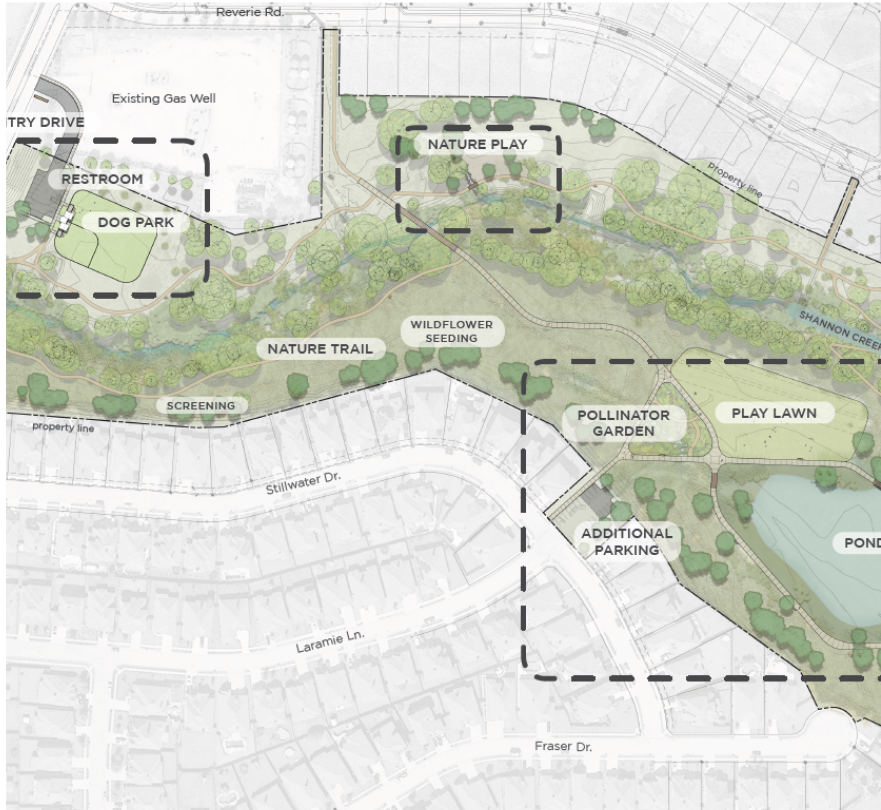 Reverie Rd.
Existing Gas Well
TRY DRIVE
NATURE PLAY
RESTROOM
Property line
DOG PARK
SHANNON CREEK
WILDFLOWER
SEEDING
NATURE TRAIL
SCREENING
POLLINATOR
GARDEN
PLAY LAWN
property line
Stillwater Dr.
ADDITIONAL
PARKING
POND
Laramie Ln.
Fraser Dr.